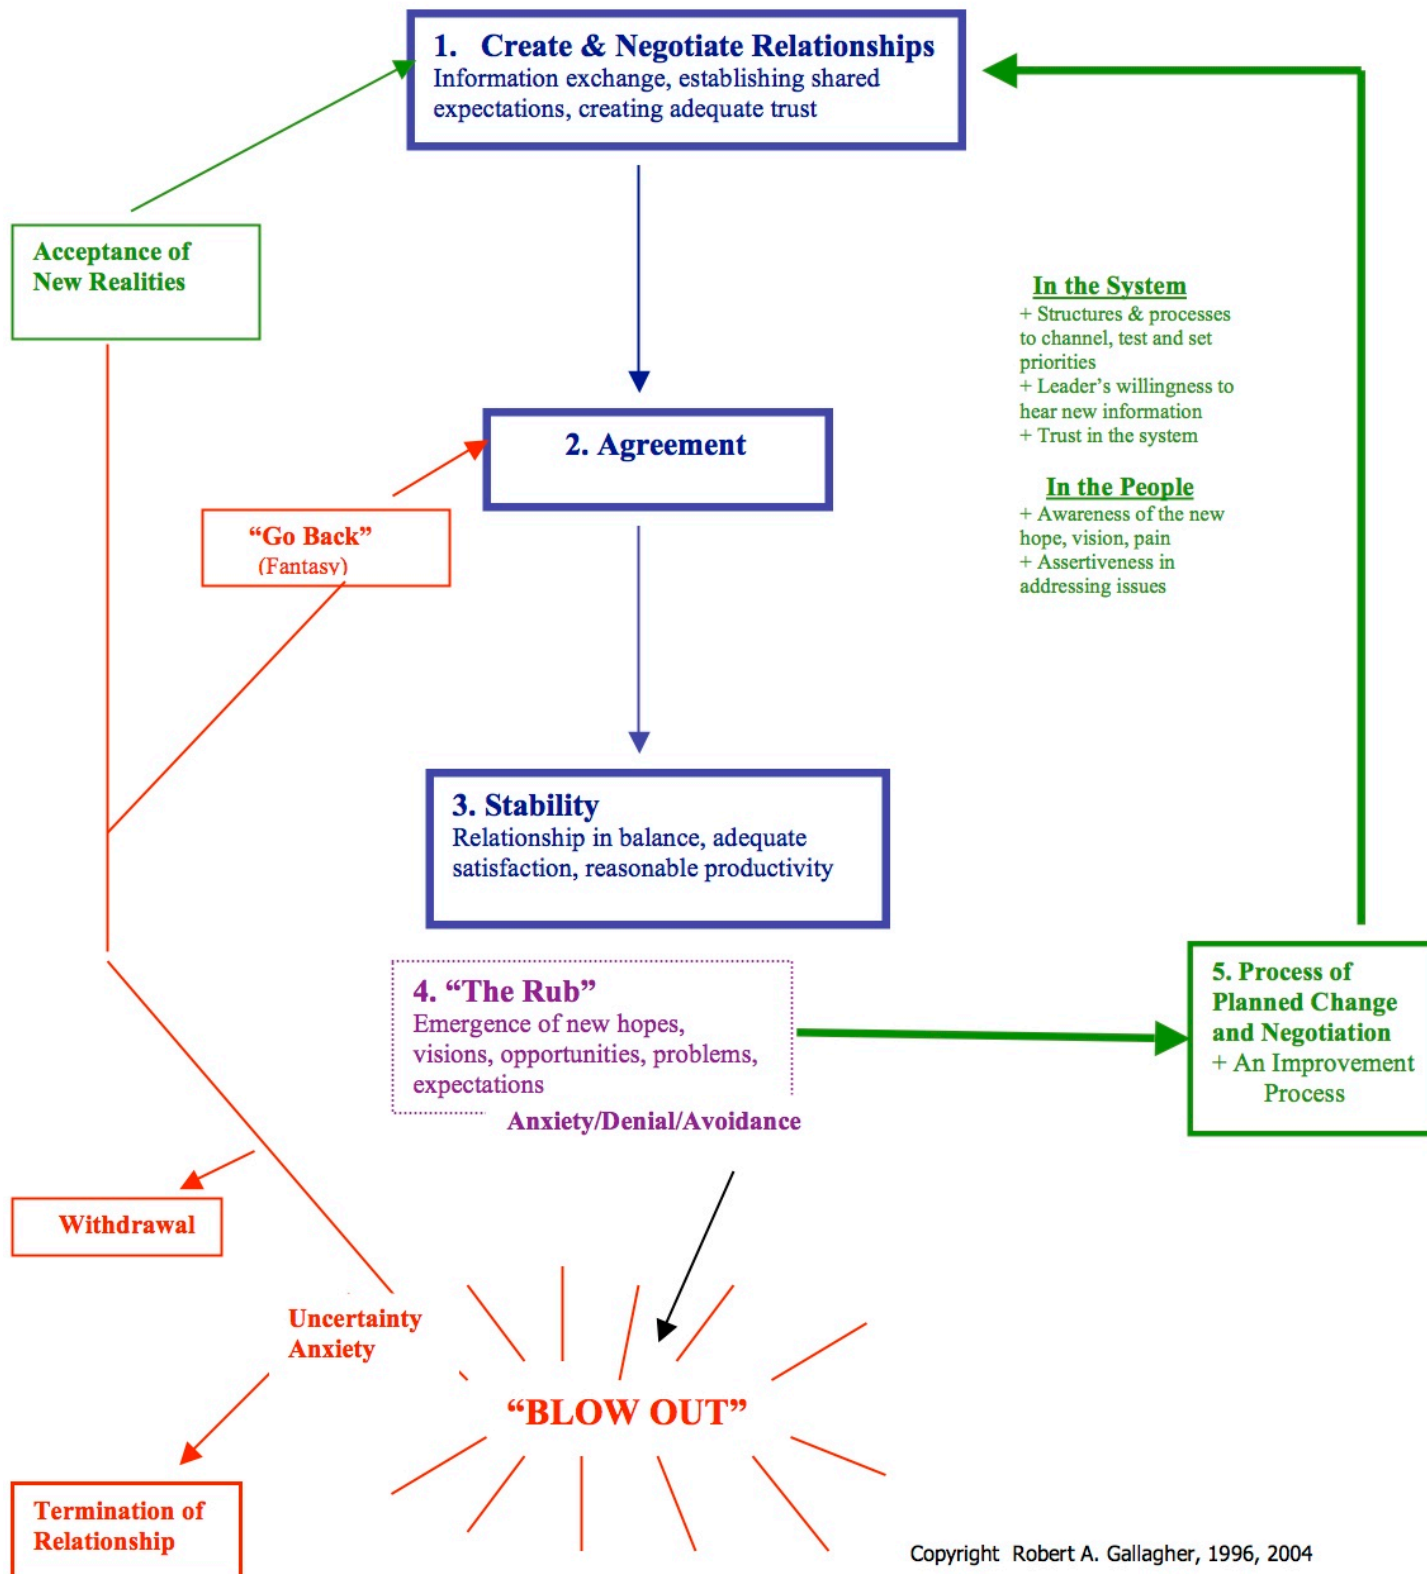 1. Create & Negotiate Relationships
Information exchange, establishing shared
expectations, creating adequate trust
Acceptance of
New Realities
In the System
+ Structures & processes
to channel, test and set
priorities
+ Leader’s willingness to
hear new information
+ Trust in the system
2. Agreement
“Go Back”
(Fantasy)
In the People
+ Awareness of the new
hope, vision, pain
+ Assertiveness in
addressing issues
3. Stability
Relationship in balance, adequate
satisfaction, reasonable productivity
4. “The Rub”
Emergence of new hopes,
visions, opportunities, problems,
expectations
Anxiety/Denial/Avoidance
5. Process of
Planned Change
and Negotiation
+ An Improvement
Process
Withdrawal
Uncertainty
Anxiety
“BLOW OUT”
Termination of
Relationship
Copyright Robert A. Gallagher, 1996, 2004